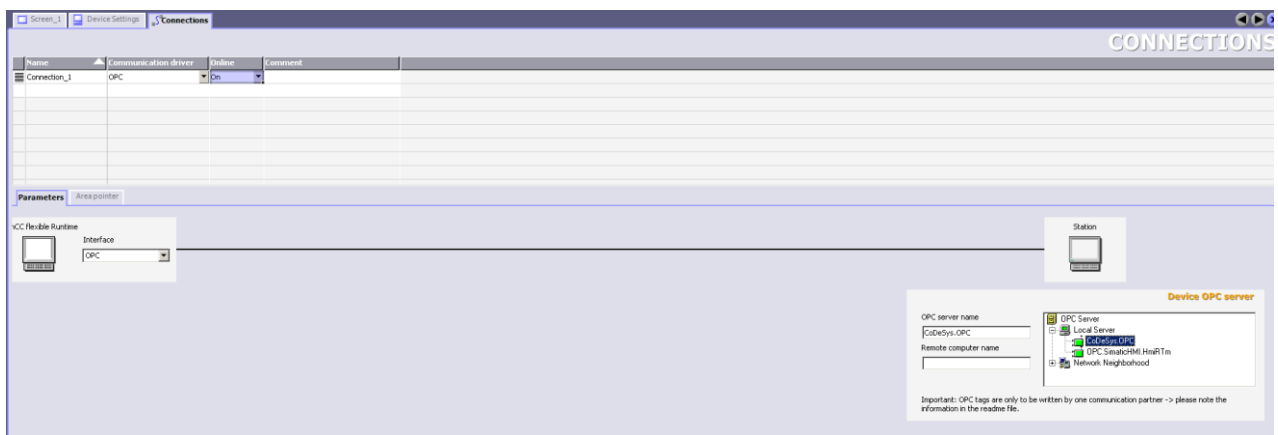 Screen_1 Device Settings Connections
CONNECTIONS
Name Communication driver Online Comment
Connection_1 OPC On
Parameters Area pointer
CC flexible Runtime
Interface
OPC
Station
Device OPC server
OPC server name
CoDeSys.OPC
Remote computer name
OPC Server
Local Server
CoDeSys.OPC
OPC.SimaticHMI.HmiRTm
Network Neighborhood
Important: OPC tags are only to be written by one communication partner -> please note the
information in the readme file.